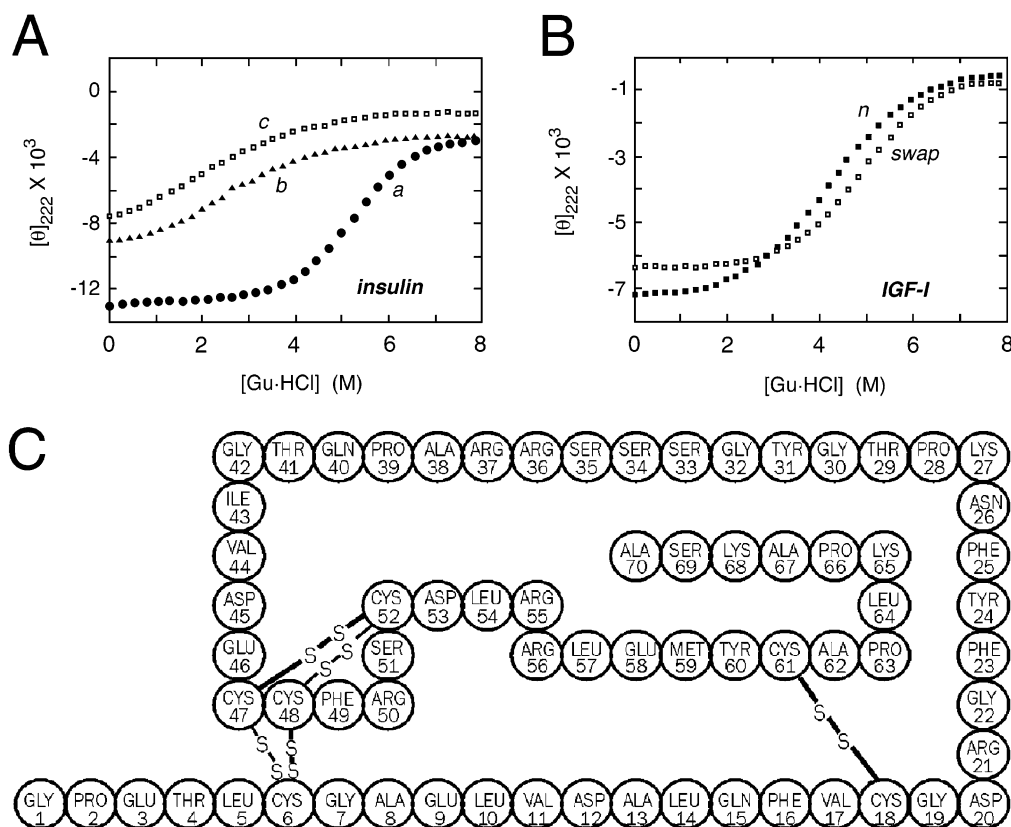 A
B
0
-4
-8
-12
[θ]222 X 10³
c
b
a
insulin
0 2 4 6 8
[Gu·HCl] (M)
-1
-3
-5
-7
[θ]222 X 10³
n
swap
IGF-I
0 2 4 6 8
[Gu·HCl] (M)
C
GLY 42 THR 41 GLN 40 PRO 39 ALA 38 ARG 37 ARG 36 SER 35 SER 34 SER 33 GLY 32 TYR 31 GLY 30 THR 29 PRO 28 LYS 27
ILE 43 ASN 26
VAL 44 ALA 70 SER 69 LYS 68 ALA 67 PRO 66 LYS 65 PHE 25
ASP 45 CYS 52 ASP 53 LEU 54 ARG 55 LEU 64 TYR 24
S
S
S
GLU 46 SER 51 ARG 56 LEU 57 GLU 58 MET 59 TYR 60 CYS 61 ALA 62 PRO 63 PHE 23
CYS 47 CYS 48 PHE 49 ARG 50 GLY 22
S
S S
S
S S
ARG 21
GLY 1 PRO 2 GLU 3 THR 4 LEU 5 CYS 6 GLY 7 ALA 8 GLU 9 LEU 10 VAL 11 ASP 12 ALA 13 LEU 14 GLN 15 PHE 16 VAL 17 CYS 18 GLY 19 ASP 20